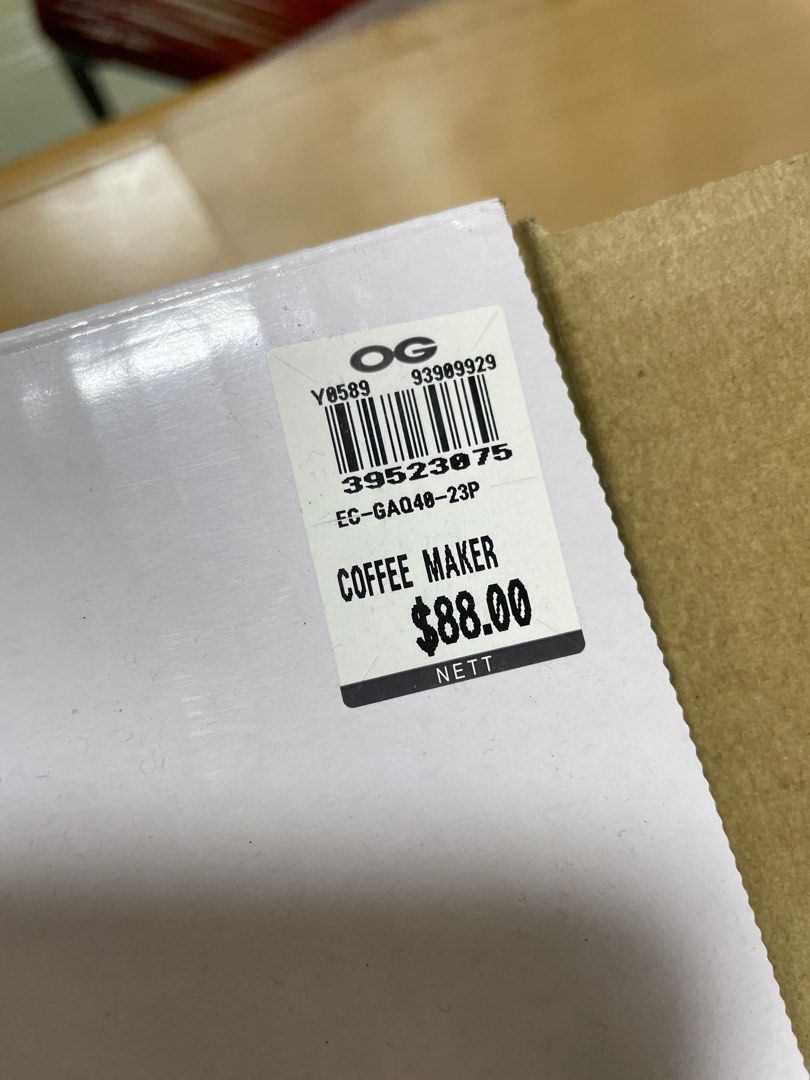 OG
Y0589 93909929
39523075
EC-GAQ40-23P
COFFEE MAKER
$88.00
NETT